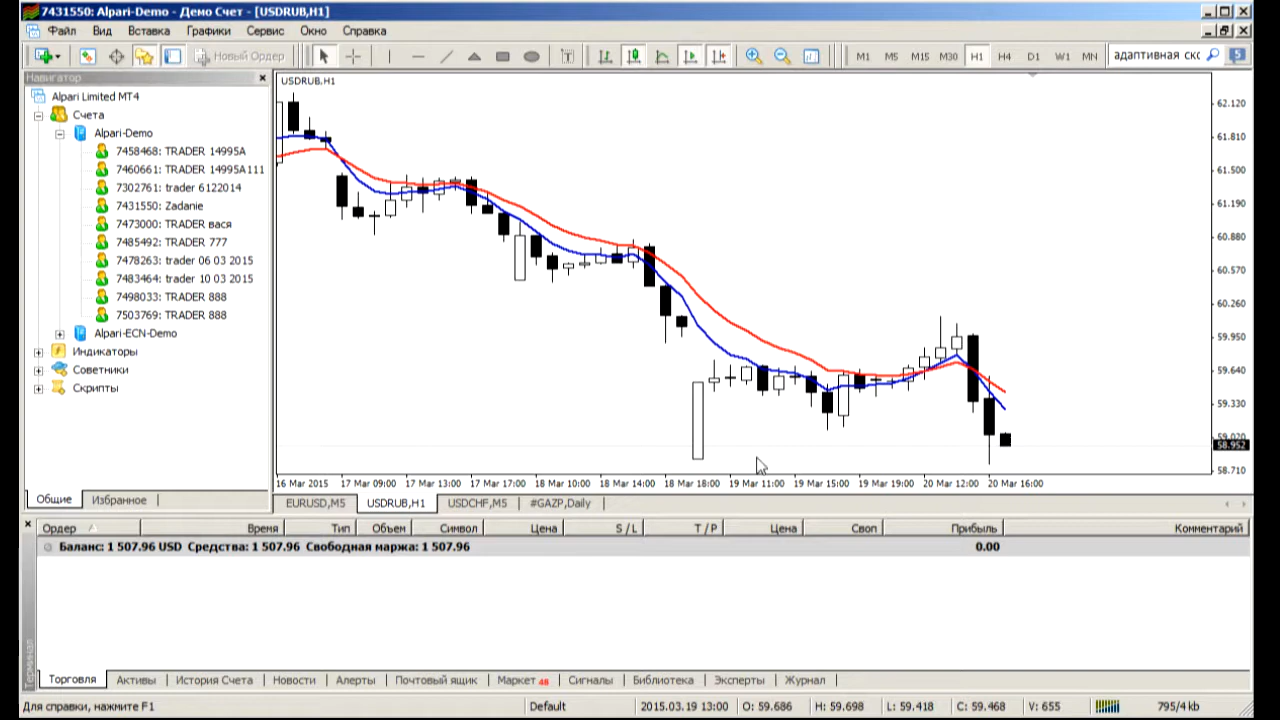 7431550: Alpari-Demo - Демо Счет - [USDRUB,H1]
Файл Вид Вставка Графики Сервис Окно Справка
Новый Ордер M1 M5 M15 M30 H1 H4 D1 W1 MN адаптивная скс 5
Навигатор
Alpari Limited MT4
Счета
Alpari-Demo
7458468: TRADER 14995A
7460661: TRADER 14995A111
7302761: trader 6122014
7431550: Zadanie
7473000: TRADER вася
7485492: TRADER 777
7478263: trader 06 03 2015
7483464: trader 10 03 2015
7498033: TRADER 888
7503769: TRADER 888
Alpari-ECN-Demo
Индикаторы
Советники
Скрипты
Общие Избранное
USDRUB,H1
62.120
61.810
61.500
61.190
60.880
60.570
60.260
59.950
59.640
59.330
59.020
58.952
58.710
16 Mar 2015 17 Mar 09:00 17 Mar 13:00 18 Mar 10:00 18 Mar 14:00 18 Mar 18:00 19 Mar 11:00 19 Mar 15:00 19 Mar 19:00 20 Mar 12:00 20 Mar 16:00
EURUSD,M5 USDRUB,H1 USDCHF,M5 #GAZP,Daily
Ордер Время Тип Объем Символ Цена S / L T / P Цена Своп Прибыль Комментарий
Баланс: 1 507.96 USD Средства: 1 507.96 Свободная маржа: 1 507.96 0.00
Терминал
Торговля Активы История Счета Новости Алерты Почтовый ящик Маркет 48 Сигналы Библиотека Эксперты Журнал
Для справки, нажмите F1 Default 2015.03.19 13:00 O: 59.686 H: 59.698 L: 59.418 C: 59.468 V: 655 795/4 kb